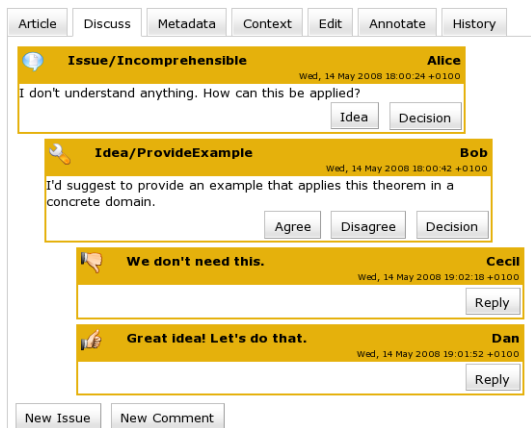 Article Discuss Metadata Context Edit Annotate History
Issue/Incomprehensible Alice
Wed, 14 May 2008 18:00:24 +0100
I don't understand anything. How can this be applied?
Idea Decision
Idea/ProvideExample Bob
Wed, 14 May 2008 18:00:42 +0100
I'd suggest to provide an example that applies this theorem in a
concrete domain.
Agree Disagree Decision
We don't need this. Cecil
Wed, 14 May 2008 19:02:18 +0100
Reply
Great idea! Let's do that. Dan
Wed, 14 May 2008 19:01:52 +0100
Reply
New Issue New Comment